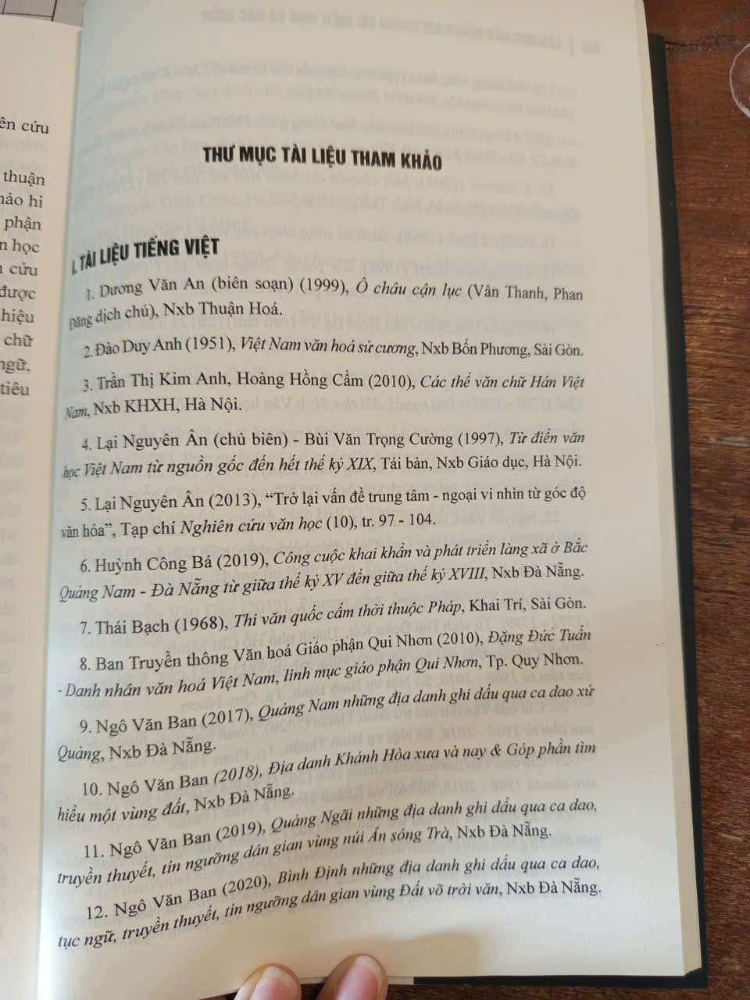 ên cứu
thuận
hảo hi
phận
n học
cứu
được
hiệu
chữ
ngữ,
tiêu
THƯ MỤC TÀI LIỆU THAM KHẢO
I. TÀI LIỆU TIẾNG VIỆT
1. Dương Văn An (biên soạn) (1999), Ô châu cận lục (Vân Thanh, Phan
Đăng dịch chú), Nxb Thuận Hoá.
2. Đào Duy Anh (1951), Việt Nam văn hoá sử cương, Nxb Bốn Phương, Sài Gòn.
3. Trần Thị Kim Anh, Hoàng Hồng Cẩm (2010), Các thể văn chữ Hán Việt
Nam, Nxb KHXH, Hà Nội.
4. Lại Nguyên Ân (chủ biên) - Bùi Văn Trọng Cường (1997), Từ điển văn
học Việt Nam từ nguồn gốc đến hết thế kỷ XIX, Tái bản, Nxb Giáo dục, Hà Nội.
5. Lại Nguyên Ân (2013), “Trở lại vấn đề trung tâm - ngoại vi nhìn từ góc độ
văn hóa”, Tạp chí Nghiên cứu văn học (10), tr. 97 - 104.
6. Huỳnh Công Bá (2019), Công cuộc khai khẩn và phát triển làng xã ở Bắc
Quảng Nam - Đà Nẵng từ giữa thế kỷ XV đến giữa thế kỷ XVIII, Nxb Đà Nẵng.
7. Thái Bạch (1968), Thi văn quốc cấm thời thuộc Pháp, Khai Trí, Sài Gòn.
8. Ban Truyền thông Văn hoá Giáo phận Qui Nhơn (2010), Đặng Đức Tuấn
- Danh nhân văn hoá Việt Nam, linh mục giáo phận Qui Nhơn, Tp. Quy Nhơn.
9. Ngô Văn Ban (2017), Quảng Nam những địa danh ghi dấu qua ca dao xứ
Quảng, Nxb Đà Nẵng.
10. Ngô Văn Ban (2018), Địa danh Khánh Hòa xưa và nay & Góp phần tìm
hiểu một vùng đất, Nxb Đà Nẵng.
11. Ngô Văn Ban (2019), Quảng Ngãi những địa danh ghi dấu qua ca dao,
truyền thuyết, tín ngưỡng dân gian vùng núi Ấn sông Trà, Nxb Đà Nẵng.
12. Ngô Văn Ban (2020), Bình Định những địa danh ghi dấu qua ca dao,
tục ngữ, truyền thuyết, tín ngưỡng dân gian vùng Đất võ trời văn, Nxb Đà Nẵng.